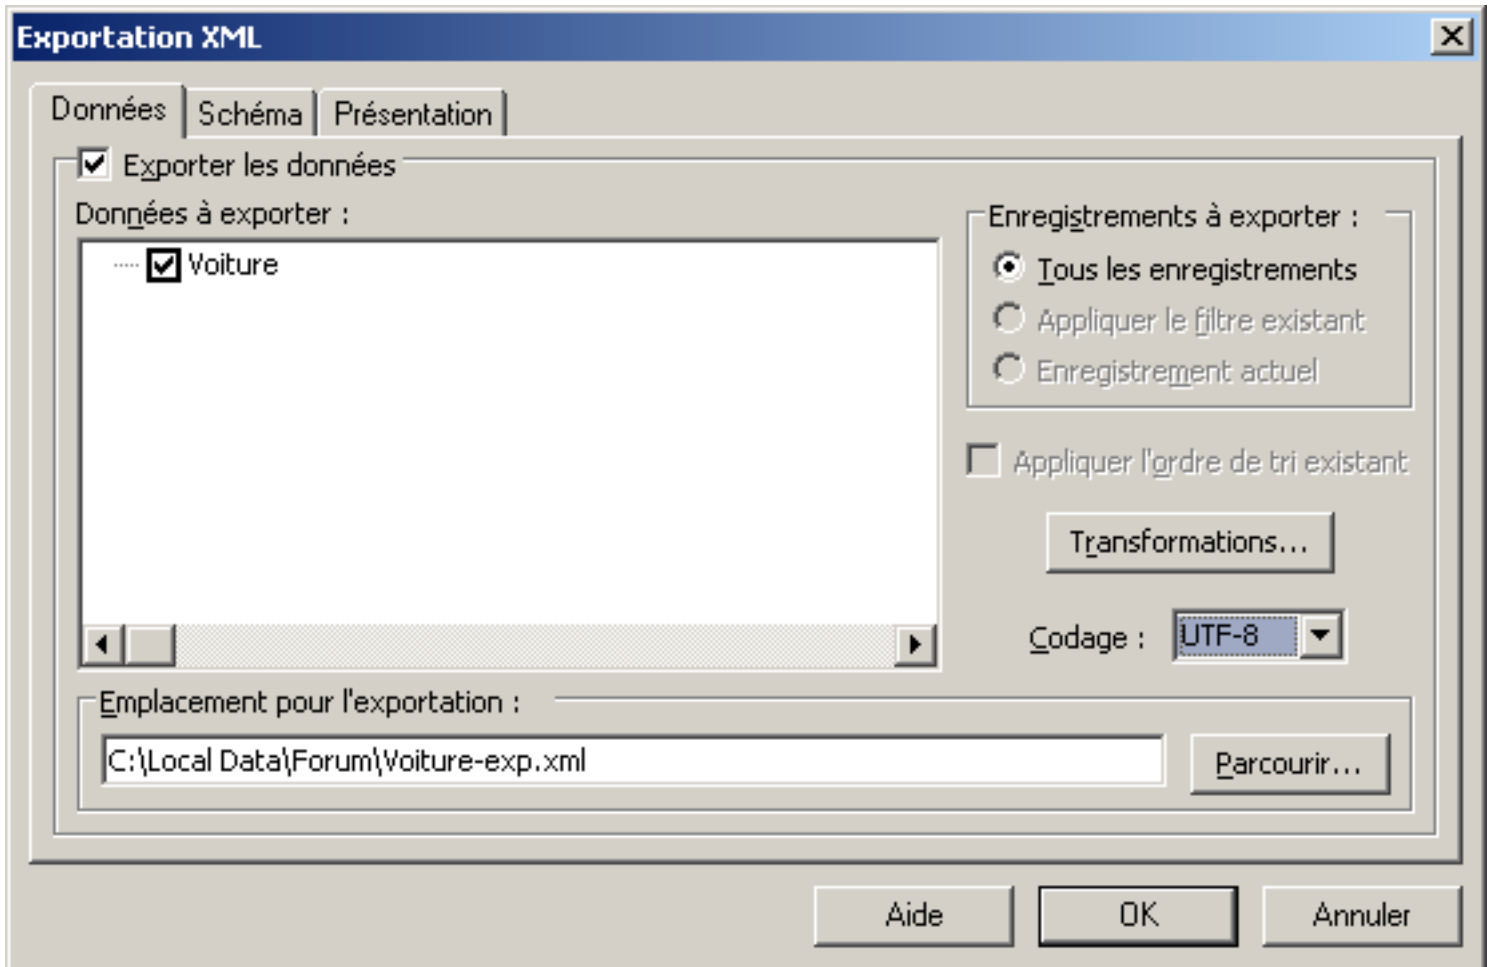 Exportation XML
Données Schéma Présentation
Exporter les données
Données à exporter :
Voiture
Enregistrements à exporter :
Tous les enregistrements
Appliquer le filtre existant
Enregistrement actuel
Appliquer l'ordre de tri existant
Transformations...
Codage : UTF-8
Emplacement pour l'exportation :
C:\Local Data\Forum\Voiture-exp.xml Parcourir...
Aide OK Annuler